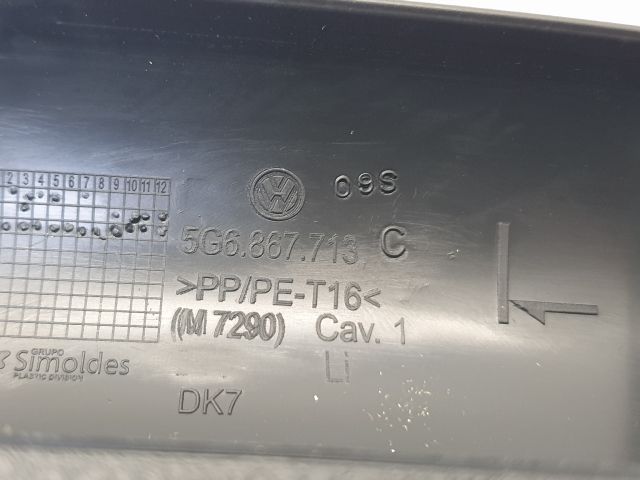 2 3 4 5 6 7 8 9 10 11 12
09S
5G6.867.713 C
>PP/PE-T16<
(M 7290) Cav. 1
LI
GRUPO
Simoldes
PLASTIC DIVISION
DK7